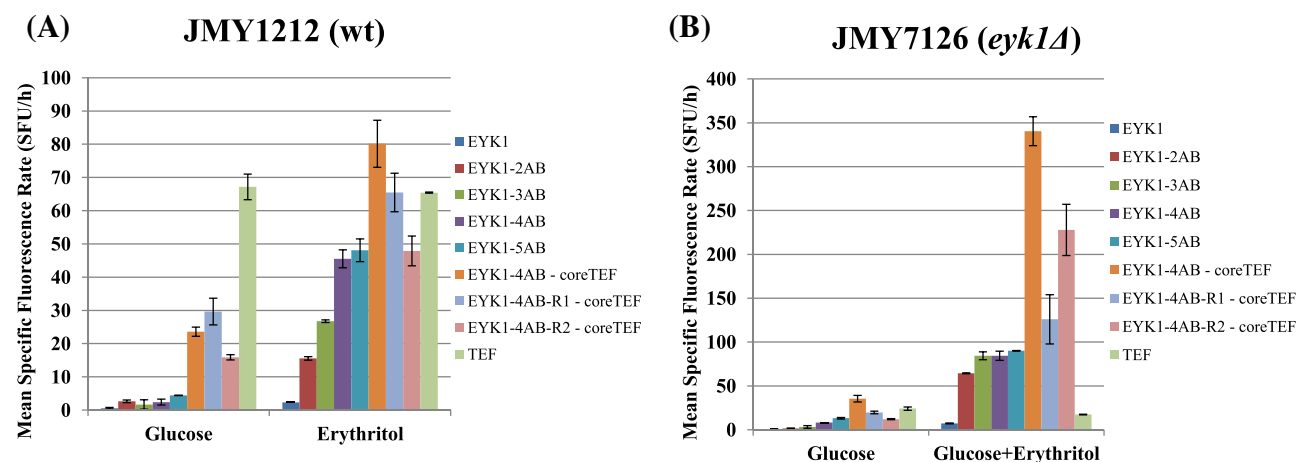 (A)
JMY1212 (wt)
Mean Specific Fluorescence Rate (SFU/h)
100
90
80
70
60
50
40
30
20
10
0
Glucose
Erythritol
EYK1
EYK1-2AB
EYK1-3AB
EYK1-4AB
EYK1-5AB
EYK1-4AB - coreTEF
EYK1-4AB-R1 - coreTEF
EYK1-4AB-R2 - coreTEF
TEF
(B)
JMY7126 (eyk1Δ)
Mean Specific Fluorescence Rate (SFU/h)
400
350
300
250
200
150
100
50
0
Glucose
Glucose+Erythritol
EYK1
EYK1-2AB
EYK1-3AB
EYK1-4AB
EYK1-5AB
EYK1-4AB - coreTEF
EYK1-4AB-R1 - coreTEF
EYK1-4AB-R2 - coreTEF
TEF